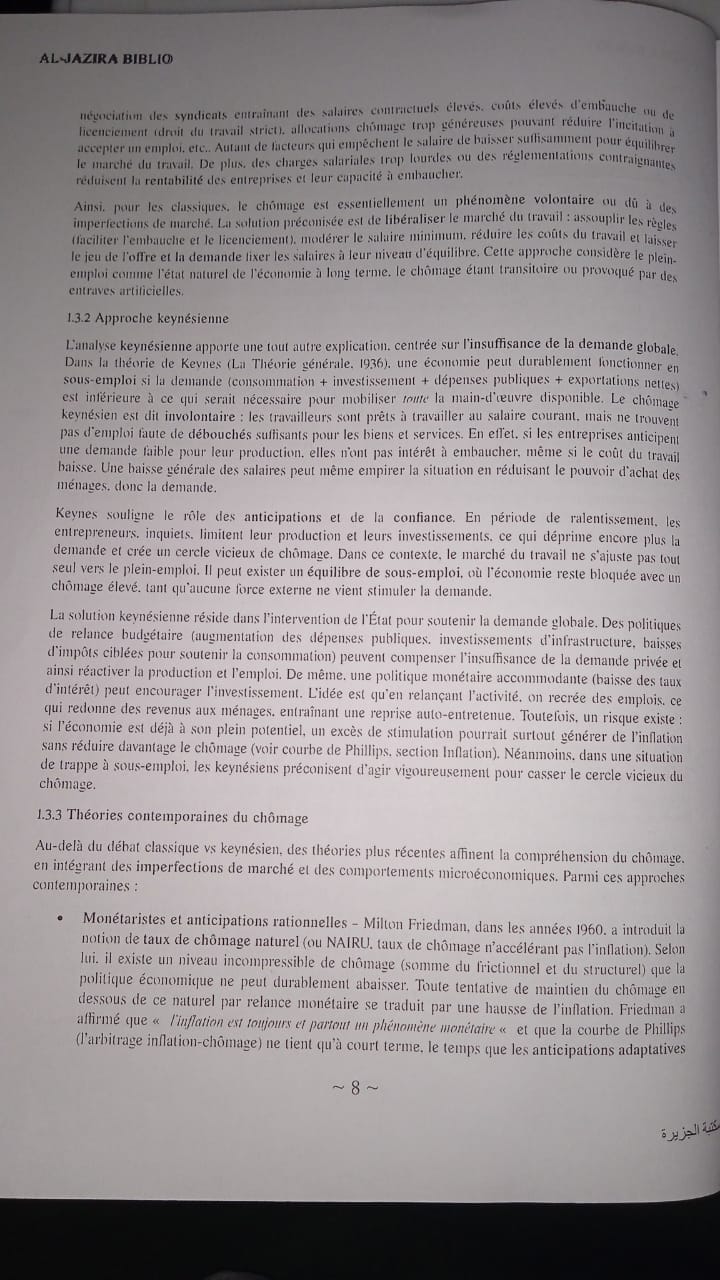 AL-JAZIRA BIBLIO
négociation des syndicats entraînant des salaires contractuels élevés, coûts élevés d'embauche ou de
licenciement (droit du travail strict), allocations chômage trop généreuses pouvant réduire l'incitation à
accepter un emploi, etc.. Autant de facteurs qui empêchent le salaire de baisser suffisamment pour équilibrer
le marché du travail. De plus, des charges salariales trop lourdes ou des réglementations contraignantes
réduisent la rentabilité des entreprises et leur capacité à embaucher.
Ainsi, pour les classiques, le chômage est essentiellement un phénomène volontaire ou dû à des
imperfections de marché. La solution préconisée est de libéraliser le marché du travail : assouplir les règles
(faciliter l'embauche et le licenciement), modérer le salaire minimum, réduire les coûts du travail et laisser
le jeu de l'offre et la demande fixer les salaires à leur niveau d'équilibre. Cette approche considère le plein-
emploi comme l'état naturel de l'économie à long terme, le chômage étant transitoire ou provoqué par des
entraves artificielles.
1.3.2 Approche keynésienne
L'analyse keynésienne apporte une tout autre explication, centrée sur l'insuffisance de la demande globale.
Dans la théorie de Keynes (La Théorie générale, 1936), une économie peut durablement fonctionner en
sous-emploi si la demande (consommation + investissement + dépenses publiques + exportations nettes)
est inférieure à ce qui serait nécessaire pour mobiliser toute la main-d'œuvre disponible. Le chômage
keynésien est dit involontaire : les travailleurs sont prêts à travailler au salaire courant, mais ne trouvent
pas d'emploi faute de débouchés suffisants pour les biens et services. En effet, si les entreprises anticipent
une demande faible pour leur production, elles n'ont pas intérêt à embaucher, même si le coût du travail
baisse. Une baisse générale des salaires peut même empirer la situation en réduisant le pouvoir d'achat des
ménages, donc la demande.
Keynes souligne le rôle des anticipations et de la confiance. En période de ralentissement, les
entrepreneurs, inquiets, limitent leur production et leurs investissements, ce qui déprime encore plus la
demande et crée un cercle vicieux de chômage. Dans ce contexte, le marché du travail ne s'ajuste pas tout
seul vers le plein-emploi. Il peut exister un équilibre de sous-emploi, où l'économie reste bloquée avec un
chômage élevé, tant qu'aucune force externe ne vient stimuler la demande.
La solution keynésienne réside dans l'intervention de l'État pour soutenir la demande globale. Des politiques
de relance budgétaire (augmentation des dépenses publiques, investissements d'infrastructure, baisses
d'impôts ciblées pour soutenir la consommation) peuvent compenser l'insuffisance de la demande privée et
ainsi réactiver la production et l'emploi. De même, une politique monétaire accommodante (baisse des taux
d'intérêt) peut encourager l'investissement. L'idée est qu'en relançant l'activité, on recrée des emplois, ce
qui redonne des revenus aux ménages, entraînant une reprise auto-entretenue. Toutefois, un risque existe :
si l'économie est déjà à son plein potentiel, un excès de stimulation pourrait surtout générer de l'inflation
sans réduire davantage le chômage (voir courbe de Phillips, section Inflation). Néanmoins, dans une situation
de trappe à sous-emploi, les keynésiens préconisent d'agir vigoureusement pour casser le cercle vicieux du
chômage.
1.3.3 Théories contemporaines du chômage
Au-delà du débat classique vs keynésien, des théories plus récentes affinent la compréhension du chômage,
en intégrant des imperfections de marché et des comportements microéconomiques. Parmi ces approches
contemporaines :
• Monétaristes et anticipations rationnelles – Milton Friedman, dans les années 1960, a introduit la
notion de taux de chômage naturel (ou NAIRU, taux de chômage n'accélérant pas l'inflation). Selon
lui, il existe un niveau incompressible de chômage (somme du frictionnel et du structurel) que la
politique économique ne peut durablement abaisser. Toute tentative de maintien du chômage en
dessous de ce naturel par relance monétaire se traduit par une hausse de l'inflation. Friedman a
affirmé que « l'inflation est toujours et partout un phénomène monétaire « et que la courbe de Phillips
(l'arbitrage inflation-chômage) ne tient qu'à court terme, le temps que les anticipations adaptatives
~ 8 ~
مكتبة الجزيرة